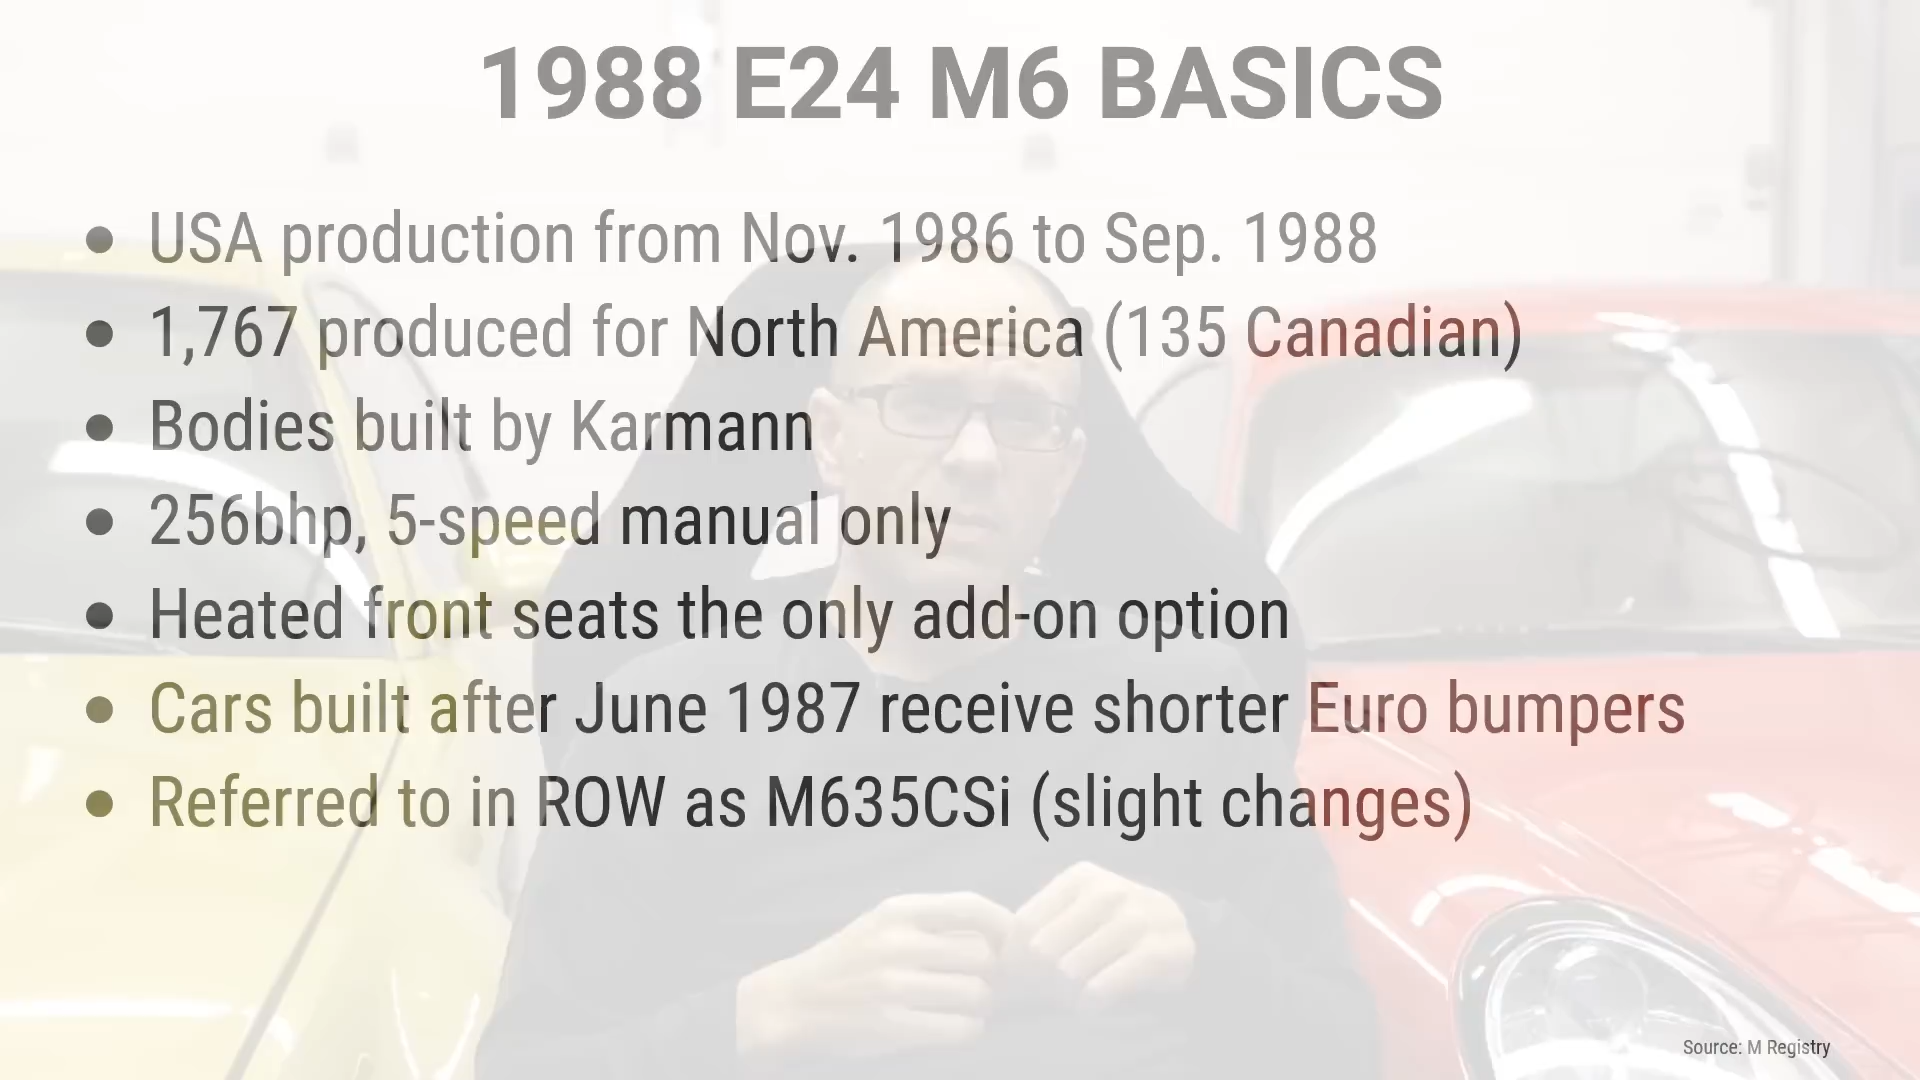 1988 E24 M6 BASICS
• USA production from Nov. 1986 to Sep. 1988
• 1,767 produced for North America (135 Canadian)
• Bodies built by Karmann
• 256bhp, 5-speed manual only
• Heated front seats the only add-on option
• Cars built after June 1987 receive shorter Euro bumpers
• Referred to in ROW as M635CSi (slight changes)
Source: M Registry